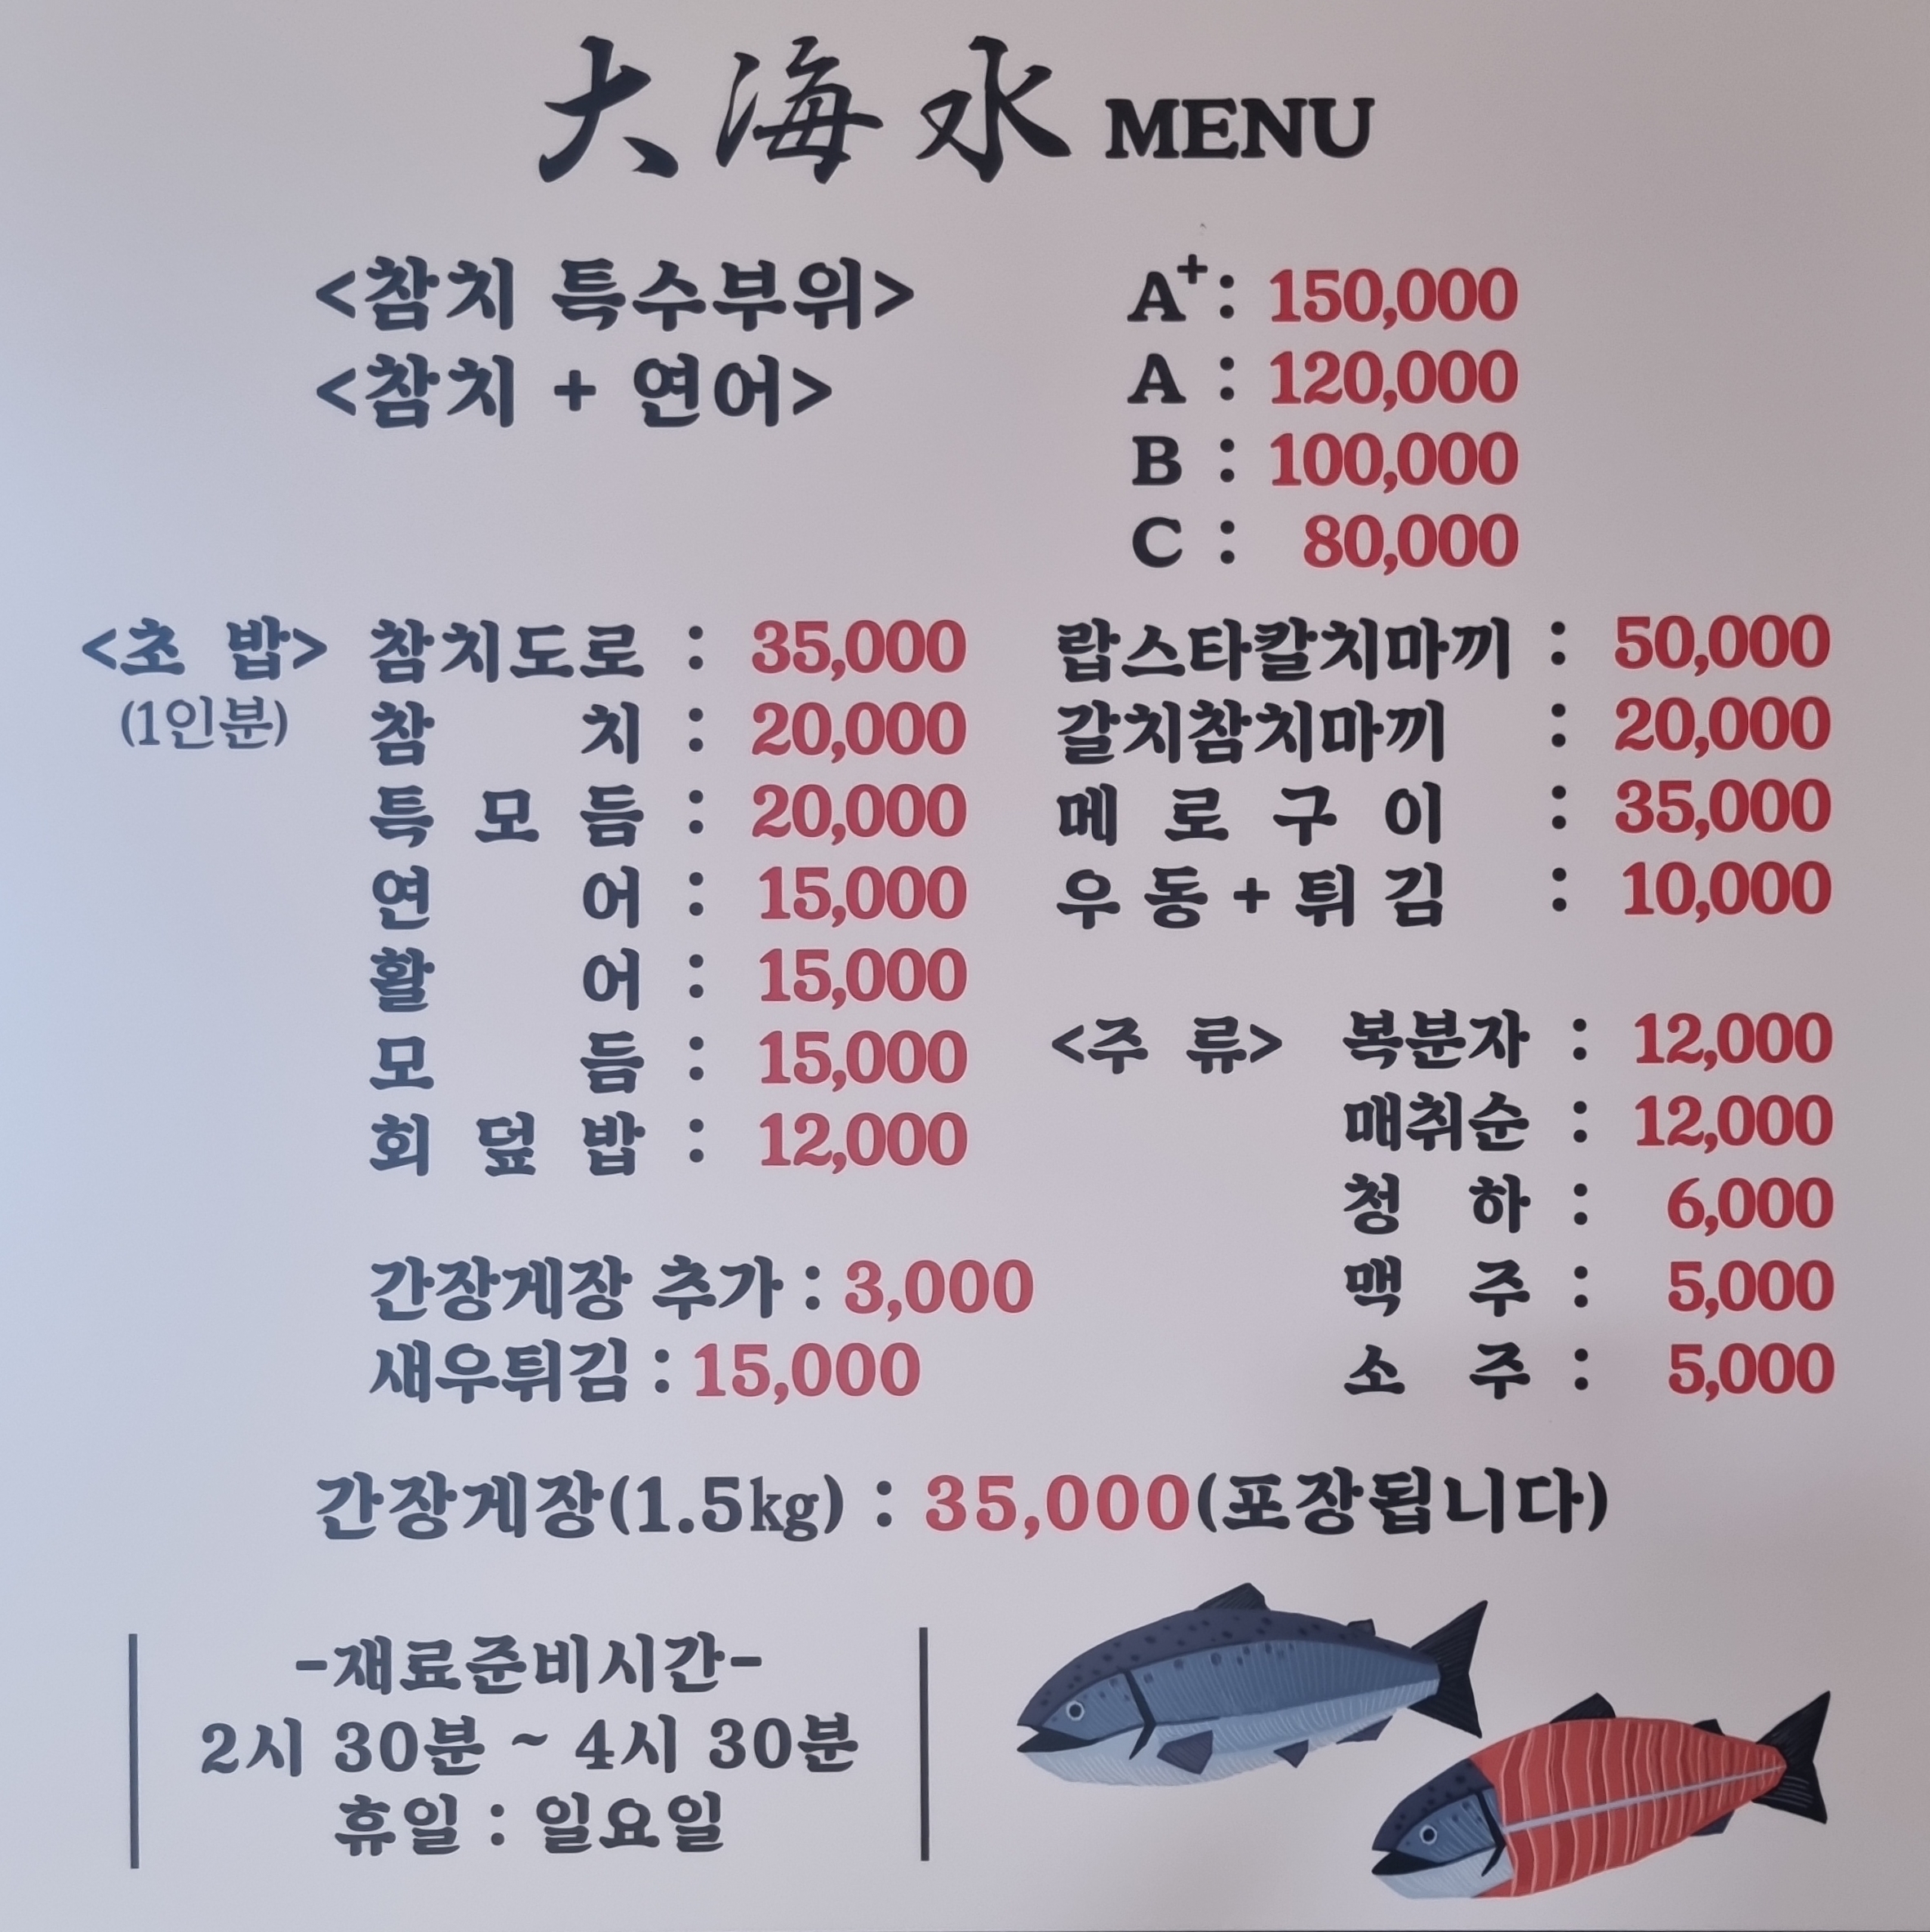 大海水 MENU
<참치 특수부위>
<참치 + 연어>
A+ : 150,000
A : 120,000
B : 100,000
C : 80,000
<초 밥>
(1인분)
참치도로 : 35,000
참 치 : 20,000
특 모 듬 : 20,000
연 어 : 15,000
활 어 : 15,000
모 듬 : 15,000
회 덮 밥 : 12,000
간장게장 추가 : 3,000
새우튀김 : 15,000
랍스타칼치마끼 : 50,000
갈치참치마끼 : 20,000
메 로 구 이 : 35,000
우 동 + 튀 김 : 10,000
<주 류>
복분자 : 12,000
매취순 : 12,000
청 하 : 6,000
맥 주 : 5,000
소 주 : 5,000
간장게장(1.5kg) : 35,000(포장됩니다)
-재료준비시간-
2시 30분 ~ 4시 30분
휴일 : 일요일